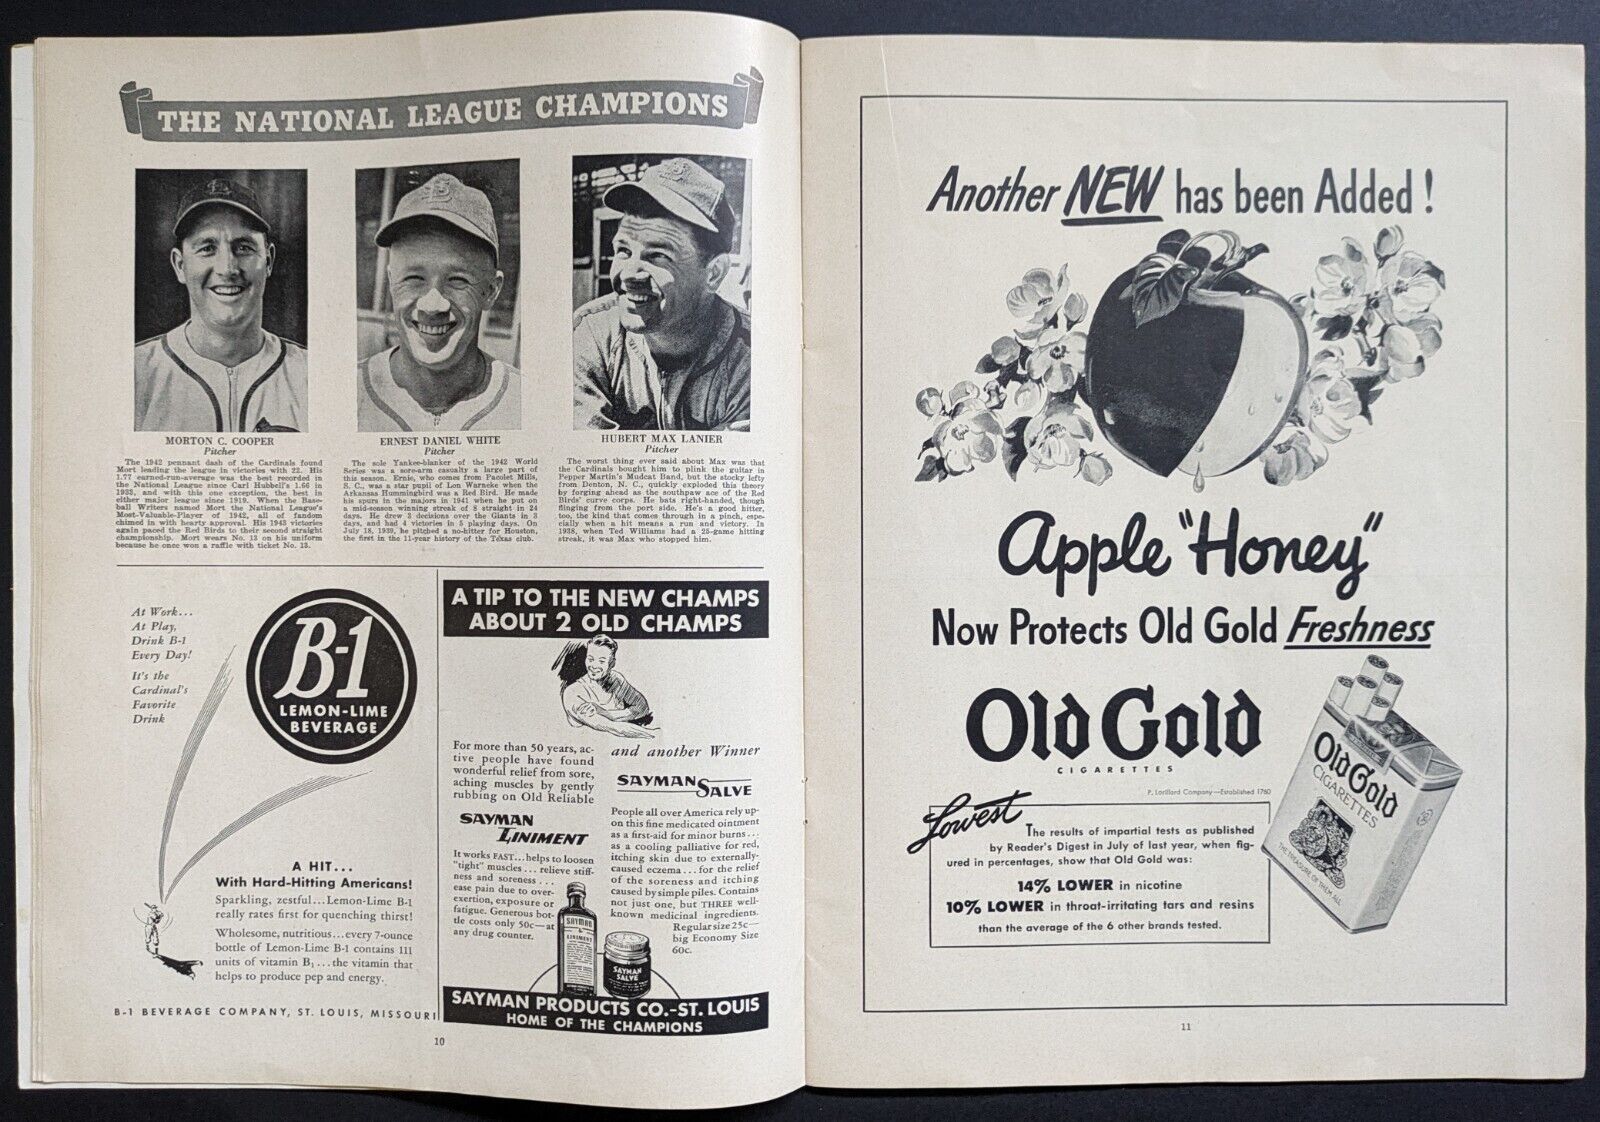 THE NATIONAL LEAGUE CHAMPIONS
MORTON C. COOPER
Pitcher
The 1942 pennant dash of the Cardinals found
Mort leading the league in victories with 22. His
1.77 earned-run-average was the best recorded in
the National League since Carl Hubbell's 1.66 in
1933, and with this one exception, the best in
either major league since 1919. When the Base-
ball Writers named Mort the National League's
Most-Valuable-Player of 1942, all of fandom
chimed in with hearty approval. His 1943 victories
again paced the Red Birds to their second straight
championship. Mort wears No. 13 on his uniform
because he once won a raffle with ticket No. 13.
ERNEST DANIEL WHITE
Pitcher
The sole Yankee-blanker of the 1942 World
Series was a sore-arm casualty a large part of
this season. Ernie, who comes from Pacolet Mills,
S. C., was a star pupil of Lon Warneke when the
Arkansas Hummingbird was a Red Bird. He made
his spurs in the majors in 1941 when he put on
a mid-season winning streak of 8 straight in 24
days. He drew 3 decisions over the Giants in 3
days, and had 4 victories in 5 playing days. On
July 18, 1939, he pitched a no-hitter for Houston,
the first in the 11-year history of the Texas club.
HUBERT MAX LANIER
Pitcher
The worst thing ever said about Max was that
the Cardinals bought him to plink the guitar in
Pepper Martin's Mudcat Band, but the stocky lefty
from Denton, N. C., quickly exploded this theory
by forging ahead as the southpaw ace of the Red
Birds' curve corps. He bats right-handed, though
flinging from the port side. He's a good hitter,
too, the kind that comes through in a pinch, espe-
cially when a hit means a run and victory. In
1938, when Ted Williams had a 25-game hitting
streak, it was Max who stopped him.
At Work...
At Play,
Drink B-1
Every Day!
It's the
Cardinal's
Favorite
Drink
B-1
LEMON-LIME
BEVERAGE
A HIT...
With Hard-Hitting Americans!
Sparkling, zestful...Lemon-Lime B-1
really rates first for quenching thirst!
Wholesome, nutritious...every 7-ounce
bottle of Lemon-Lime B-1 contains 111
units of vitamin B1...the vitamin that
helps to produce pep and energy.
B-1 BEVERAGE COMPANY, ST. LOUIS, MISSOURI
A TIP TO THE NEW CHAMPS
ABOUT 2 OLD CHAMPS
For more than 50 years, ac-
tive people have found
wonderful relief from sore,
aching muscles by gently
rubbing on Old Reliable
SAYMAN
LINIMENT
It works FAST...helps to loosen
"tight" muscles...relieve stiff-
ness and soreness...
ease pain due to over-
exertion, exposure or
fatigue. Generous bot-
tle costs only 50c—at
any drug counter.
and another Winner
SAYMAN
SALVE
People all over America rely up-
on this fine medicated ointment
as a first-aid for minor burns...
as a cooling palliative for red,
itching skin due to externally-
caused eczema...for the relief
of the soreness and itching
caused by simple piles. Contains
not just one, but THREE well-
known medicinal ingredients.
Regular size 25c—
big Economy Size
60c.
SAYMAN
LINIMENT
SAYMAN
SALVE
SAYMAN PRODUCTS CO.-ST. LOUIS
HOME OF THE CHAMPIONS
10
Another NEW has been Added!
Apple "Honey"
Now Protects Old Gold Freshness
Old Gold
CIGARETTES
P. Lorillard Company—Established 1760
Lowest
The results of impartial tests as published
by Reader's Digest in July of last year, when fig-
ured in percentages, show that Old Gold was:
14% LOWER in nicotine
10% LOWER in throat-irritating tars and resins
than the average of the 6 other brands tested.
Old Gold
CIGARETTES
THE TREASURE OF THEM ALL
11